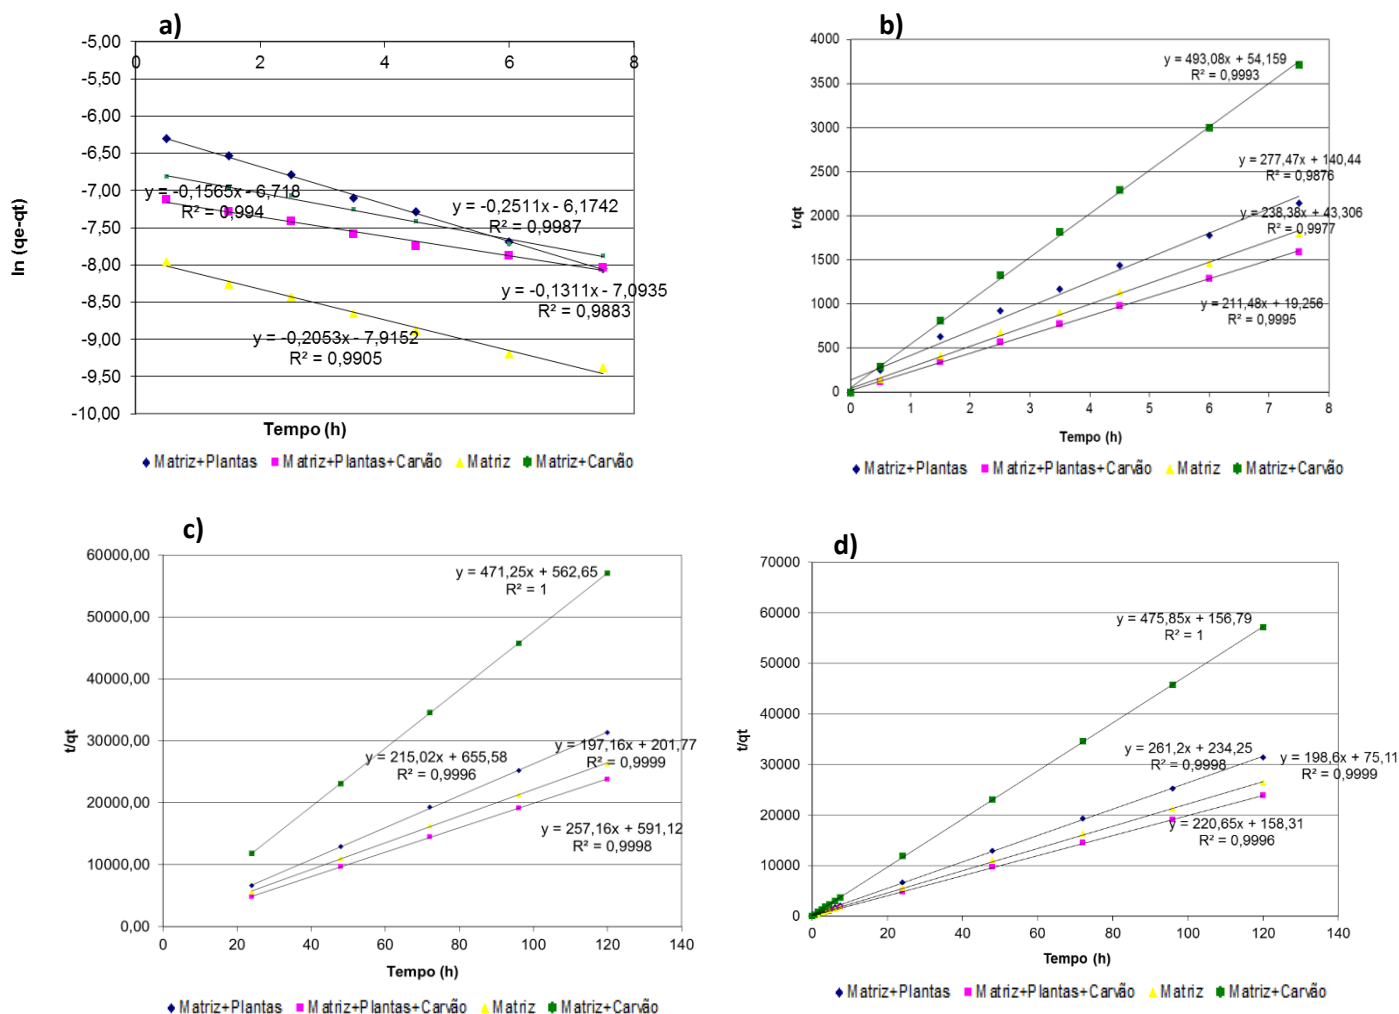 a)
-5,00
0 2 4 6 8
-5,50
-6,00
-6,50
-7,00
-7,50
-8,00
-8,50
-9,00
-9,50
-10,00
ln (qe-qt)
y = -0,1565x - 6,718
R² = 0,994
y = -0,2511x - 6,1742
R² = 0,9987
y = -0,1311x - 7,0935
R² = 0,9883
y = -0,2053x - 7,9152
R² = 0,9905
Tempo (h)
Matriz+Plantas Matriz+Plantas+Carvão Matriz Matriz+Carvão
b)
4000
3500
3000
2500
2000
1500
1000
500
0
t/qt
y = 493,08x + 54,159
R² = 0,9993
y = 277,47x + 140,44
R² = 0,9876
y = 238,38x + 43,306
R² = 0,9977
y = 211,48x + 19,256
R² = 0,9995
0 1 2 3 4 5 6 7 8
Tempo (h)
Matriz+Plantas Matriz+Plantas+Carvão Matriz Matriz+Carvão
c)
60000,00
50000,00
40000,00
30000,00
20000,00
10000,00
0,00
t/qt
y = 471,25x + 562,65
R² = 1
y = 215,02x + 655,58
R² = 0,9996
y = 197,16x + 201,77
R² = 0,9999
y = 257,16x + 591,12
R² = 0,9998
0 20 40 60 80 100 120 140
Tempo (h)
Matriz+Plantas Matriz+Plantas+Carvão Matriz Matriz+Carvão
d)
70000
60000
50000
40000
30000
20000
10000
0
t/qt
y = 475,85x + 156,79
R² = 1
y = 261,2x + 234,25
R² = 0,9998
y = 198,6x + 75,11
R² = 0,9999
y = 220,65x + 158,31
R² = 0,9996
0 20 40 60 80 100 120 140
Tempo (h)
Matriz+Plantas Matriz+Plantas+Carvão Matriz Matriz+Carvão